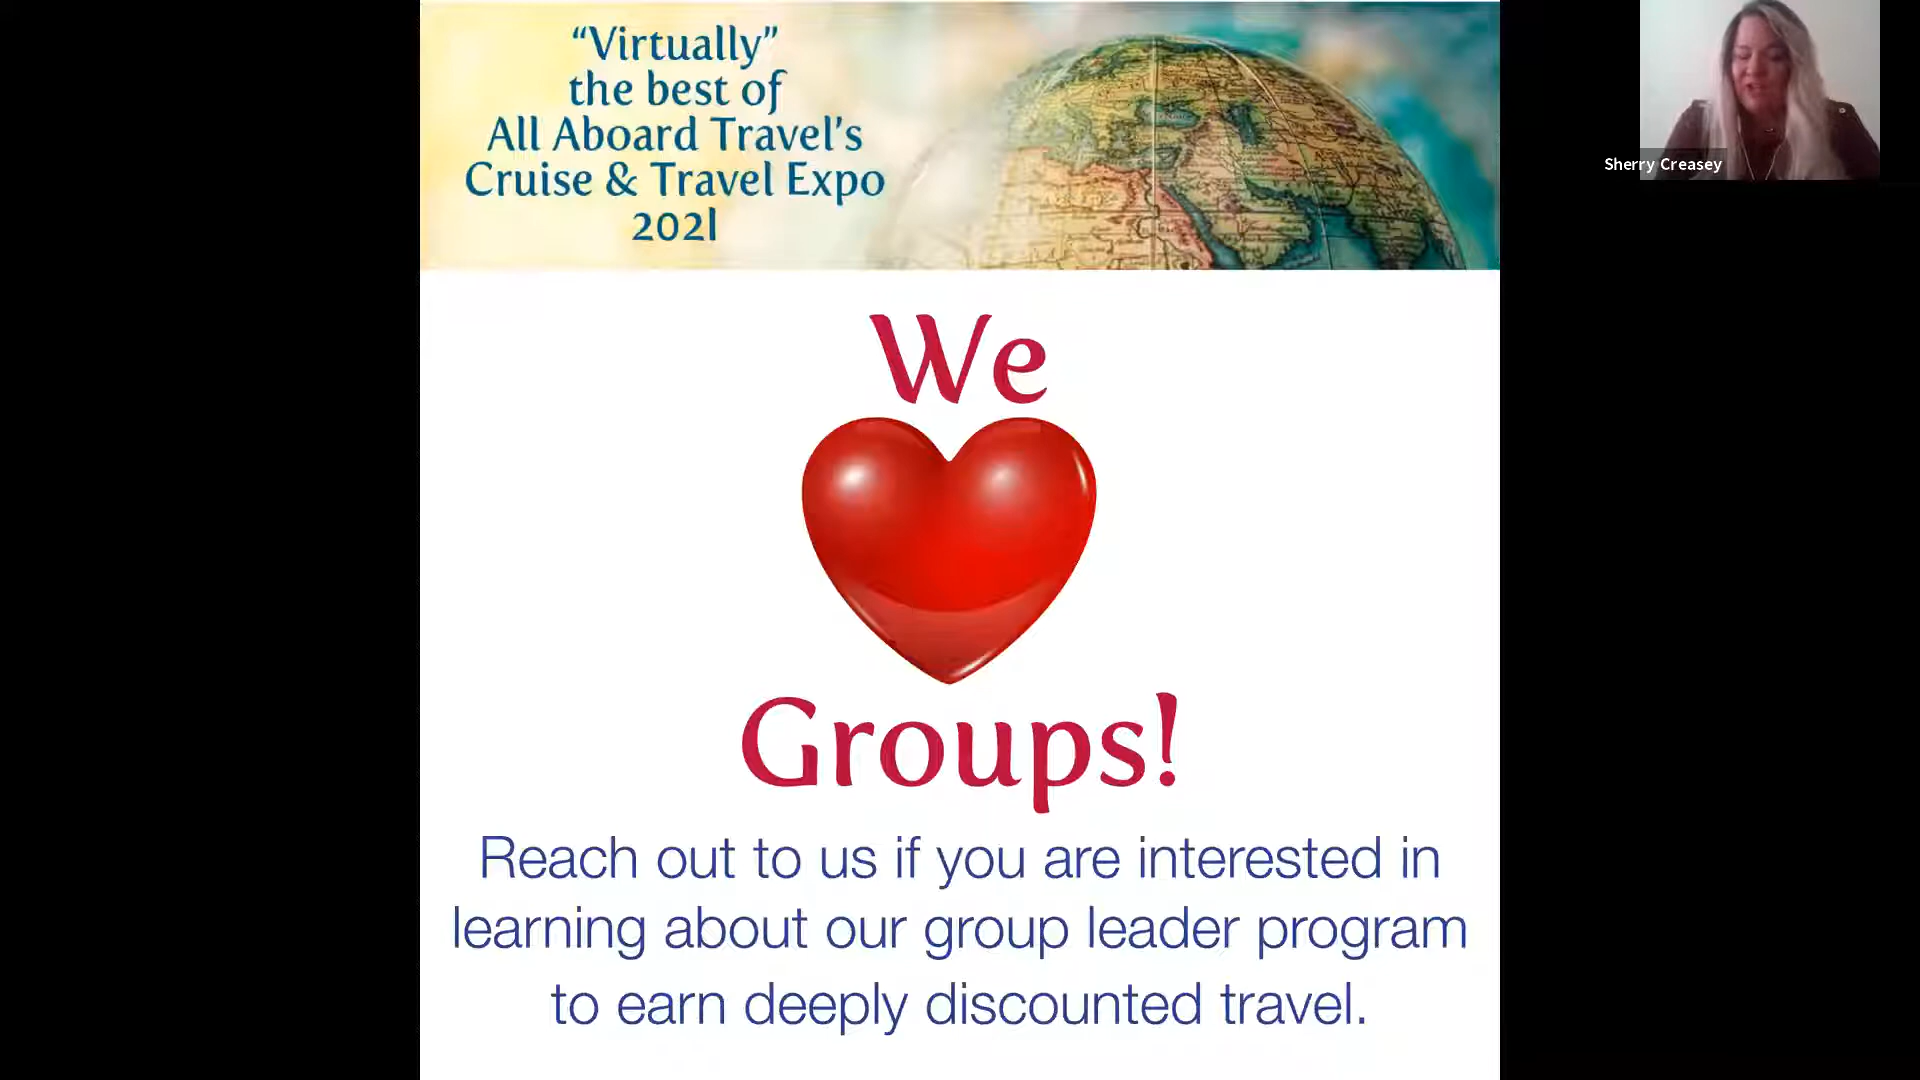 “Virtually”
the best of
All Aboard Travel's
Cruise & Travel Expo
2021
Sherry Creasey
We
Groups!
Reach out to us if you are interested in
learning about our group leader program
to earn deeply discounted travel.